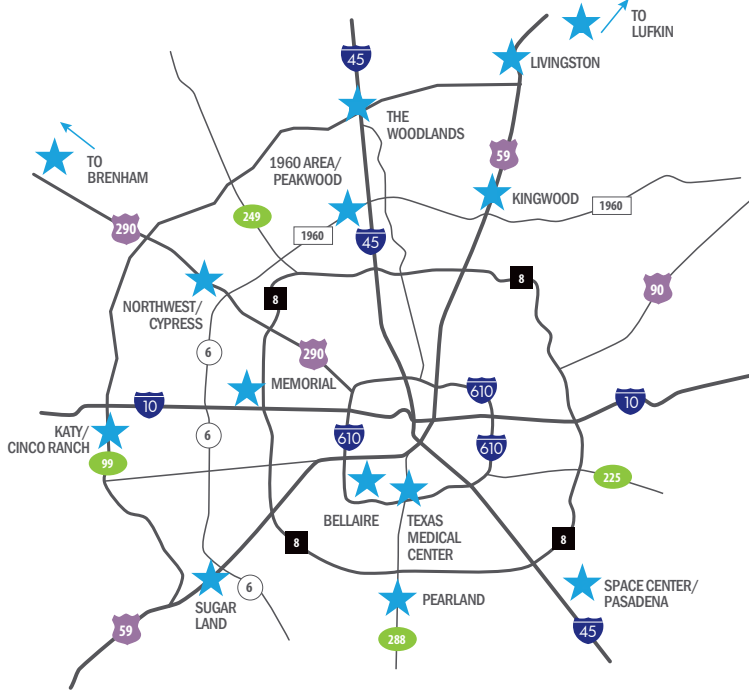 TO
LUFKIN
45
LIVINGSTON
THE
WOODLANDS
TO
BRENHAM
59
1960 AREA/
PEAKWOOD
KINGWOOD
1960
249
290
1960
45
8
8
90
NORTHWEST/
CYPRESS
290
6
MEMORIAL
610
10
10
KATY/
CINCO RANCH
6
610
610
99
225
BELLAIRE
TEXAS
MEDICAL
CENTER
8
8
6
SPACE CENTER/
PASADENA
SUGAR
LAND
PEARLAND
59
288
45